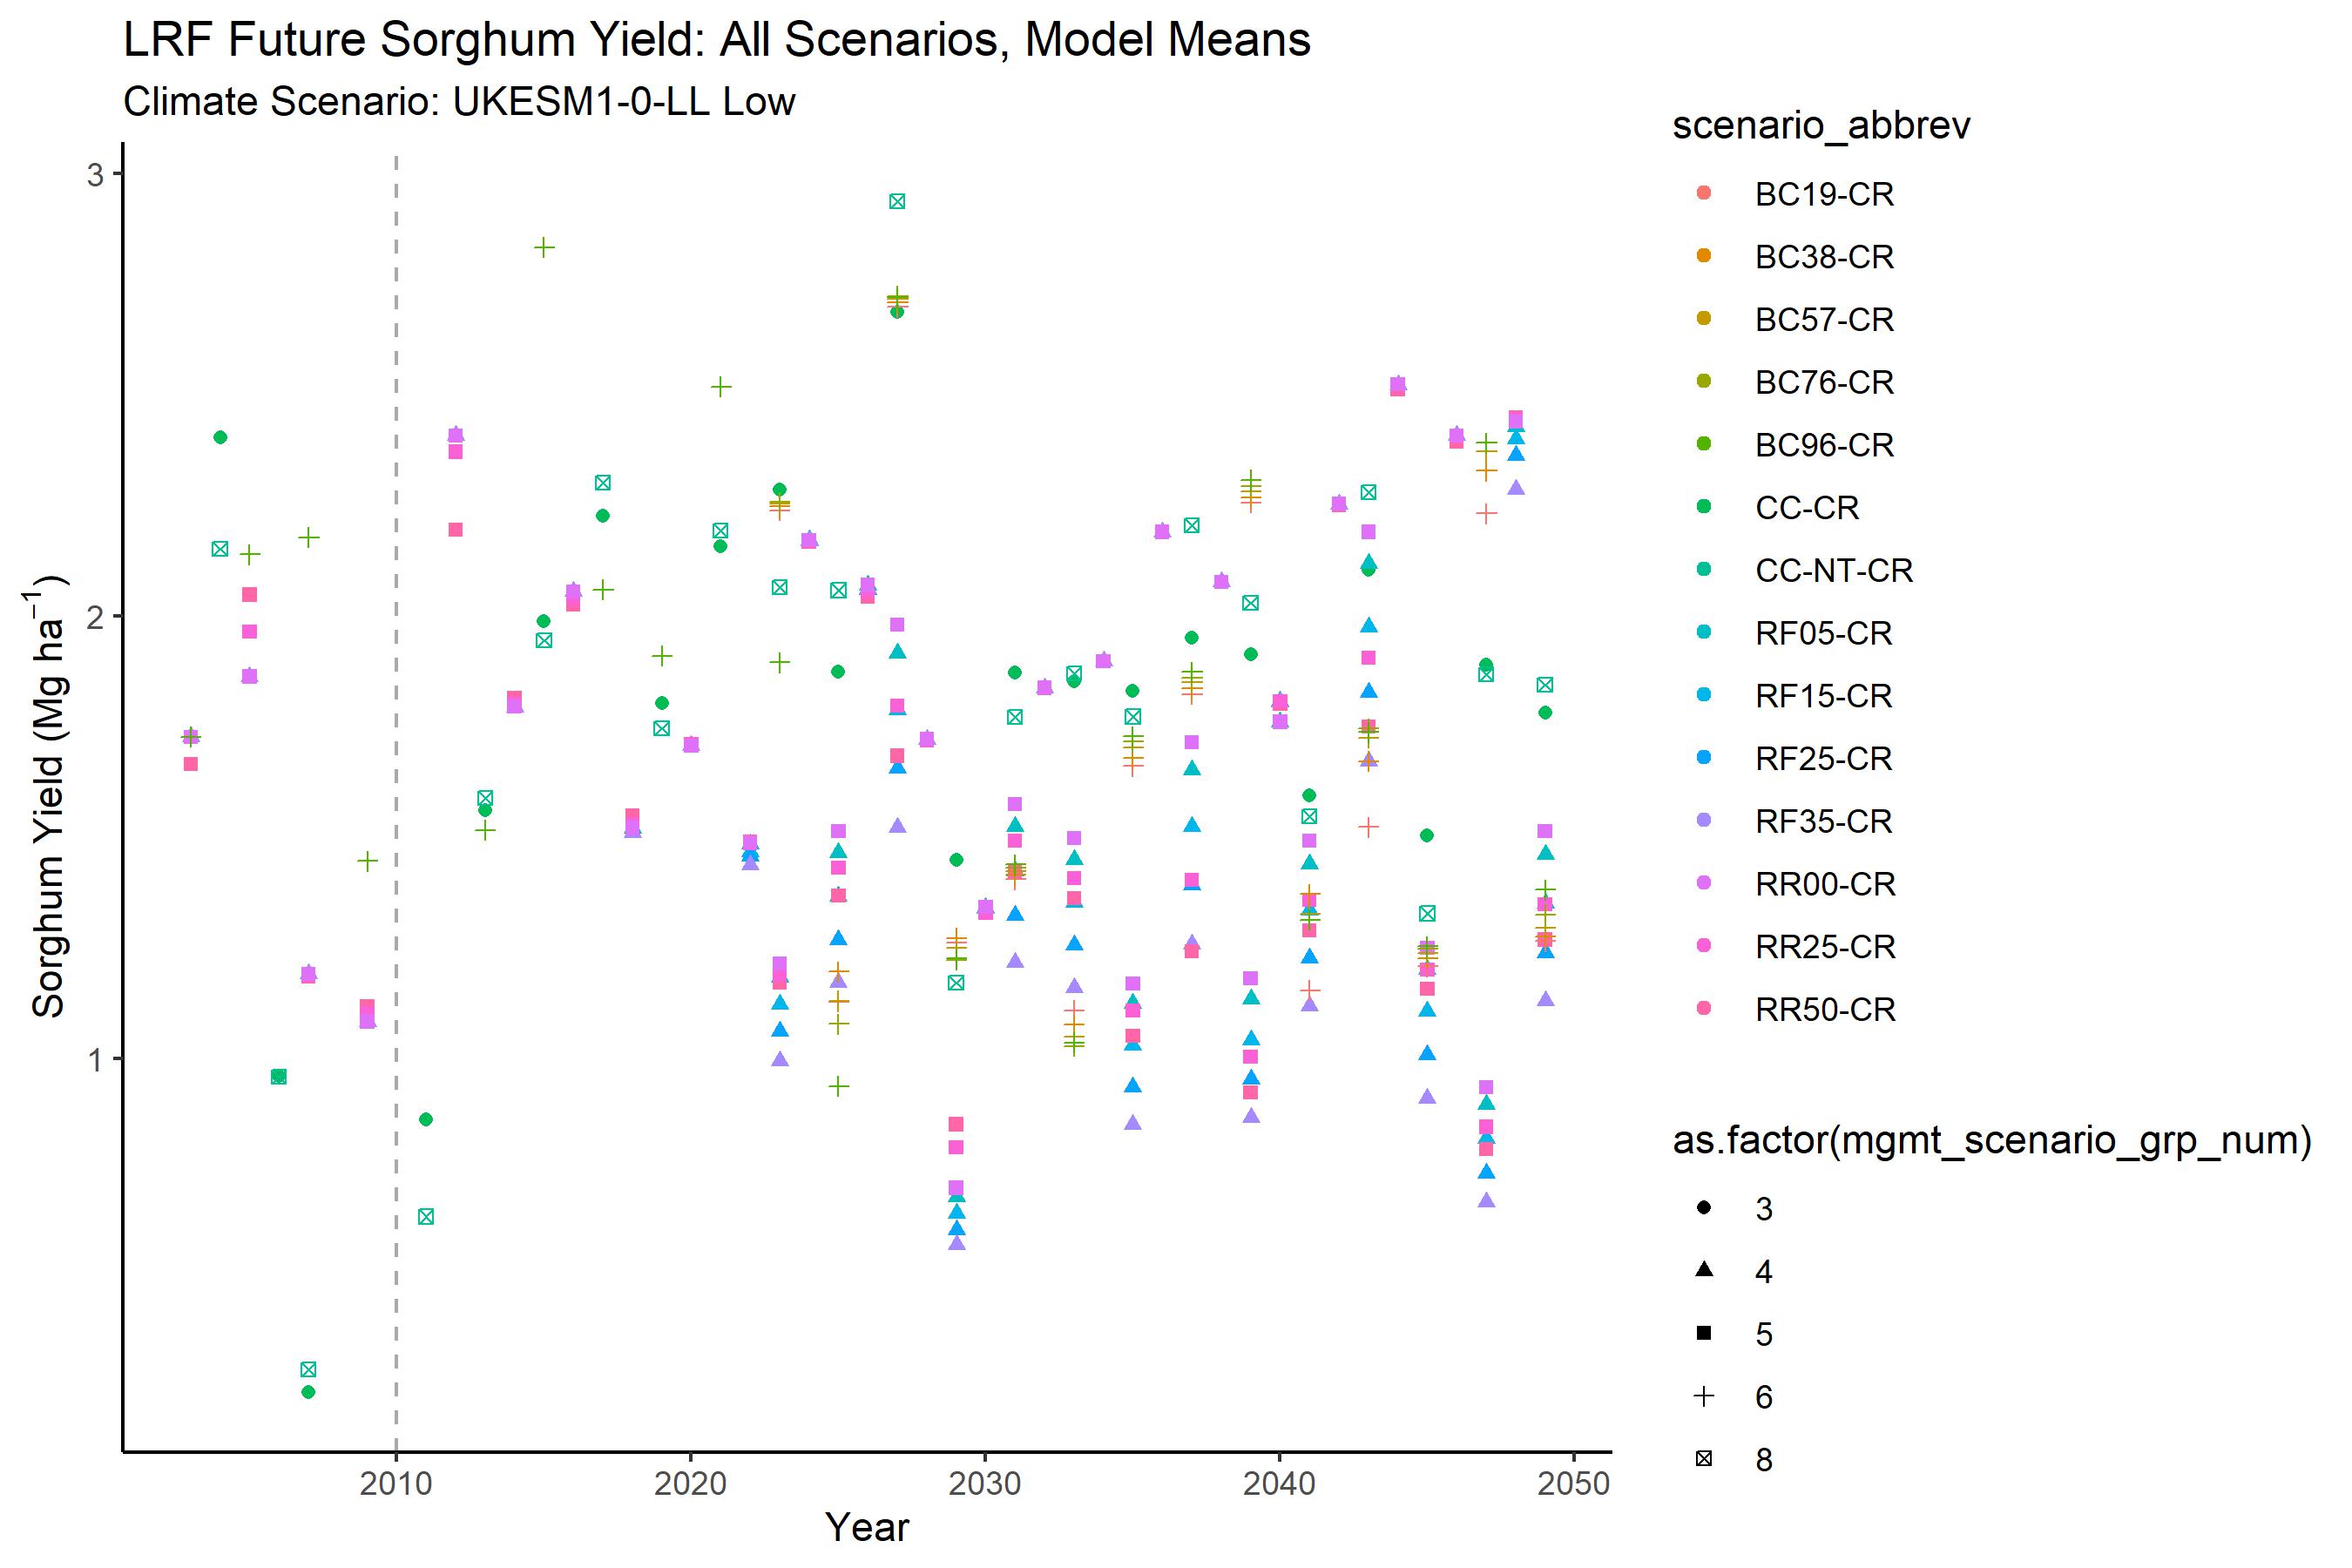 LRF Future Sorghum Yield: All Scenarios, Model Means
Climate Scenario: UKESM1-0-LL Low
3
2
1
Sorghum Yield (Mg ha⁻¹)
2010
2020
2030
2040
2050
Year
scenario_abbrev
BC19-CR
BC38-CR
BC57-CR
BC76-CR
BC96-CR
CC-CR
CC-NT-CR
RF05-CR
RF15-CR
RF25-CR
RF35-CR
RR00-CR
RR25-CR
RR50-CR
as.factor(mgmt_scenario_grp_num)
3
4
5
6
8